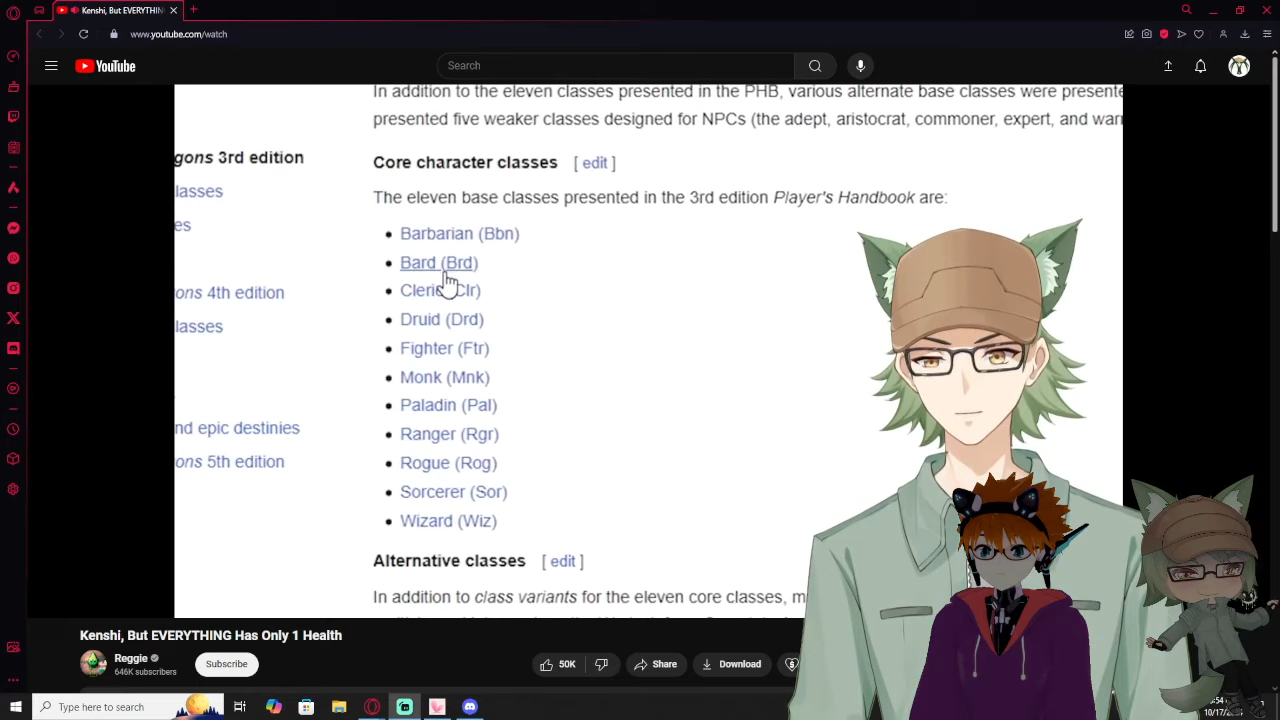 Kenshi, But EVERYTHIN
www.youtube.com/watch
YouTube
Search
In addition to the eleven classes presented in the PHB, various alternate base classes were presente
presented five weaker classes designed for NPCs (the adept, aristocrat, commoner, expert, and warr
gons 3rd edition
lasses
es
ons 4th edition
lasses
nd epic destinies
ons 5th edition
Core character classes [ edit ]
The eleven base classes presented in the 3rd edition Player's Handbook are:
Barbarian (Bbn)
Bard (Brd)
Cleric (Clr)
Druid (Drd)
Fighter (Ftr)
Monk (Mnk)
Paladin (Pal)
Ranger (Rgr)
Rogue (Rog)
Sorcerer (Sor)
Wizard (Wiz)
Alternative classes [ edit ]
In addition to class variants for the eleven core classes, m
Kenshi, But EVERYTHING Has Only 1 Health
Reggie
646K subscribers
Subscribe
50K
Share
Download
Type here to search